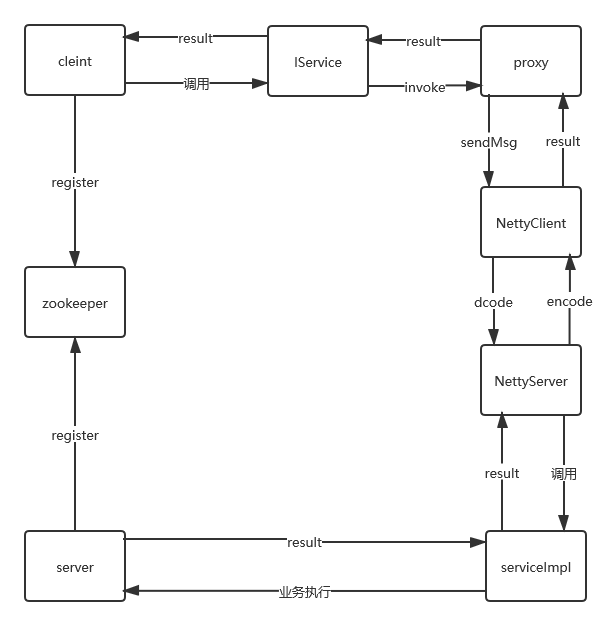 result
result
cleint
IService
proxy
调用
invoke
sendMsg
result
register
NettyClient
zookeeper
dcode
encode
NettyServer
register
result
调用
result
server
serviceImpl
业务执行